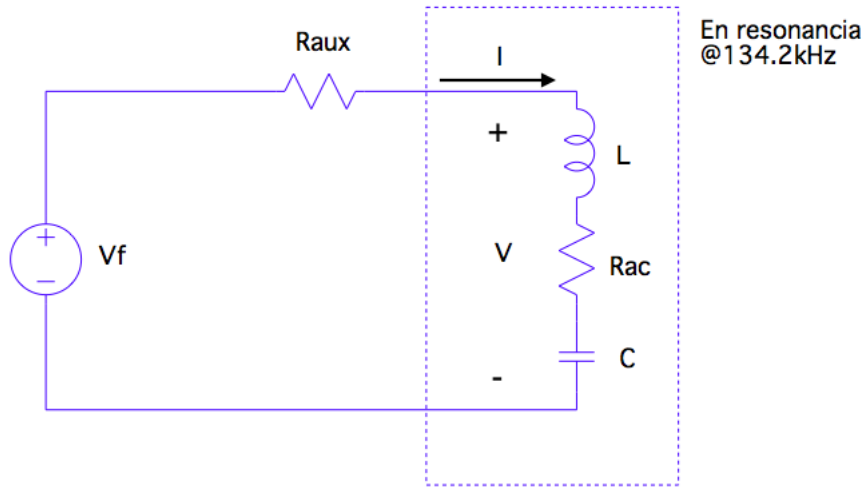 Raux
I
En resonancia
@134.2kHz
+
L
+
Vf
V
Rac
−
C
-